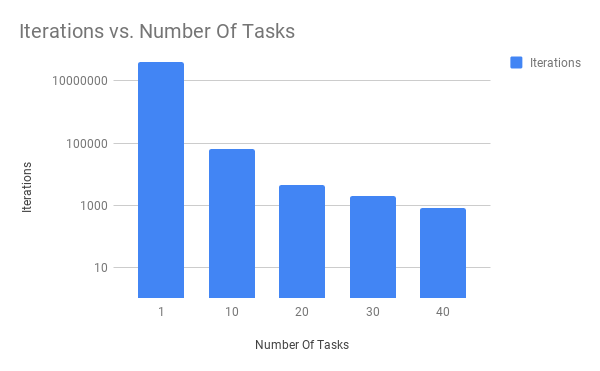 Iterations vs. Number Of Tasks
Iterations
10000000
100000
1000
10
Iterations
1 10 20 30 40
Number Of Tasks